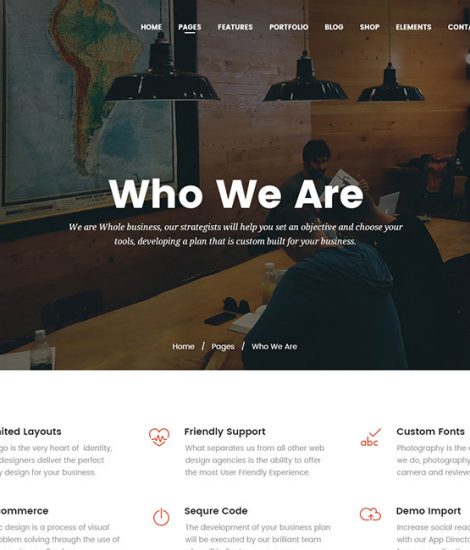 HOME PAGES FEATURES PORTFOLIO BLOG SHOP ELEMENTS CONTA
Who We Are
We are Whole business, our strategists will help you set an objective and choose your
tools, developing a plan that is custom built for your business.
Home / Pages / Who We Are
ited Layouts
go is the very heart of identity,
designers deliver the perfect
y design for your business.
Friendly Support
What separates us from all other web
design agencies is the ability to offer
the most User Friendly Experience.
abc
Custom Fonts
Photography is the
we do, photography
camera and review
commerce
c design is a process of visual
roblem solving through the use of
Sequre Code
The development of your business plan
will be executed by our brilliant team
Demo Import
Increase social reac
with our App Direct